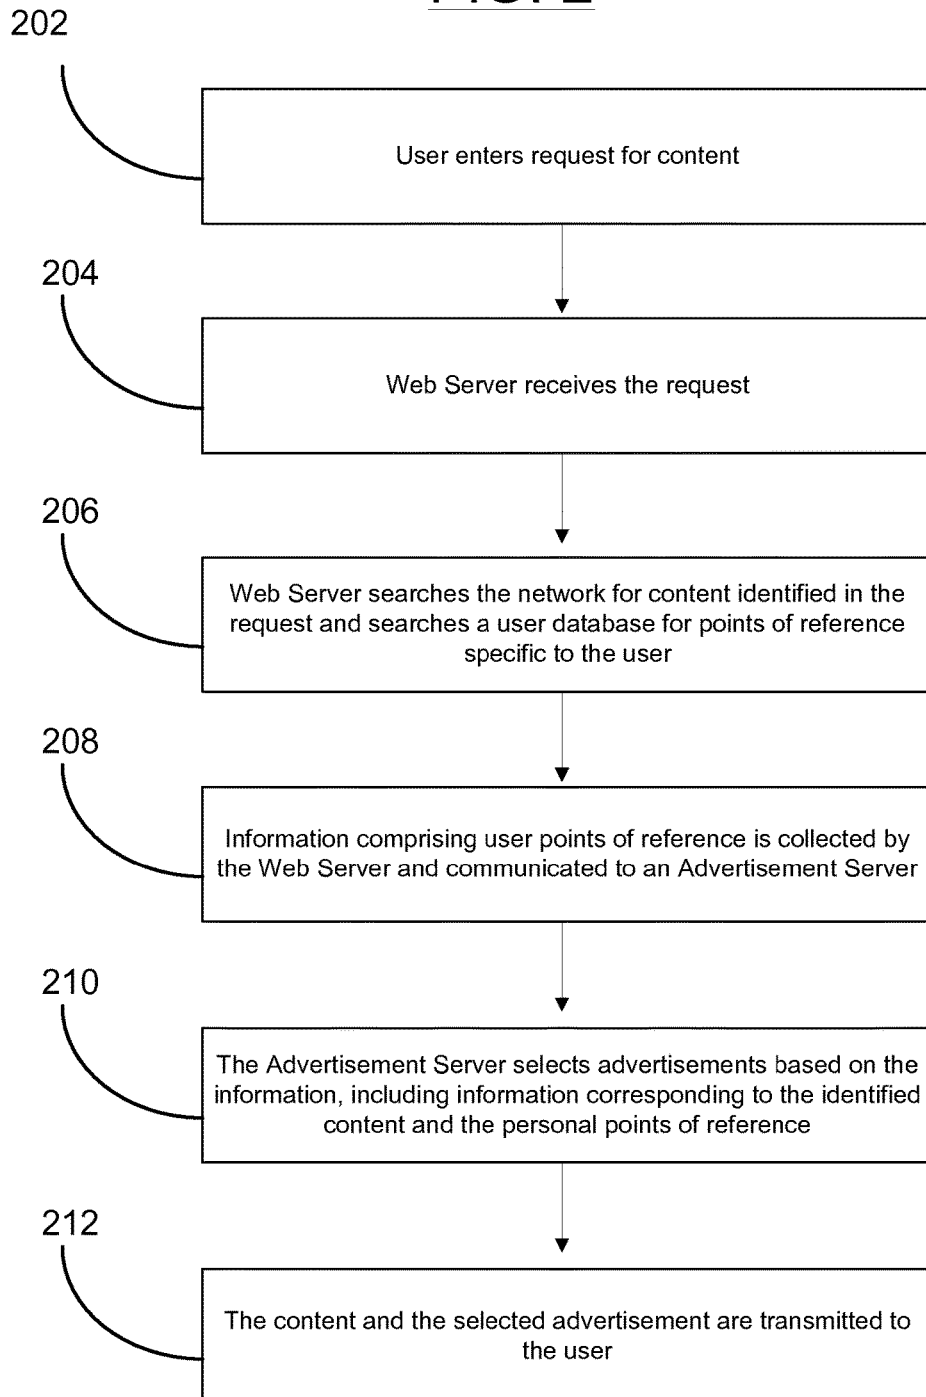 202
User enters request for content
204
Web Server receives the request
206
Web Server searches the network for content identified in the
request and searches a user database for points of reference
specific to the user
208
Information comprising user points of reference is collected by
the Web Server and communicated to an Advertisement Server
210
The Advertisement Server selects advertisements based on the
information, including information corresponding to the identified
content and the personal points of reference
212
The content and the selected advertisement are transmitted to
the user